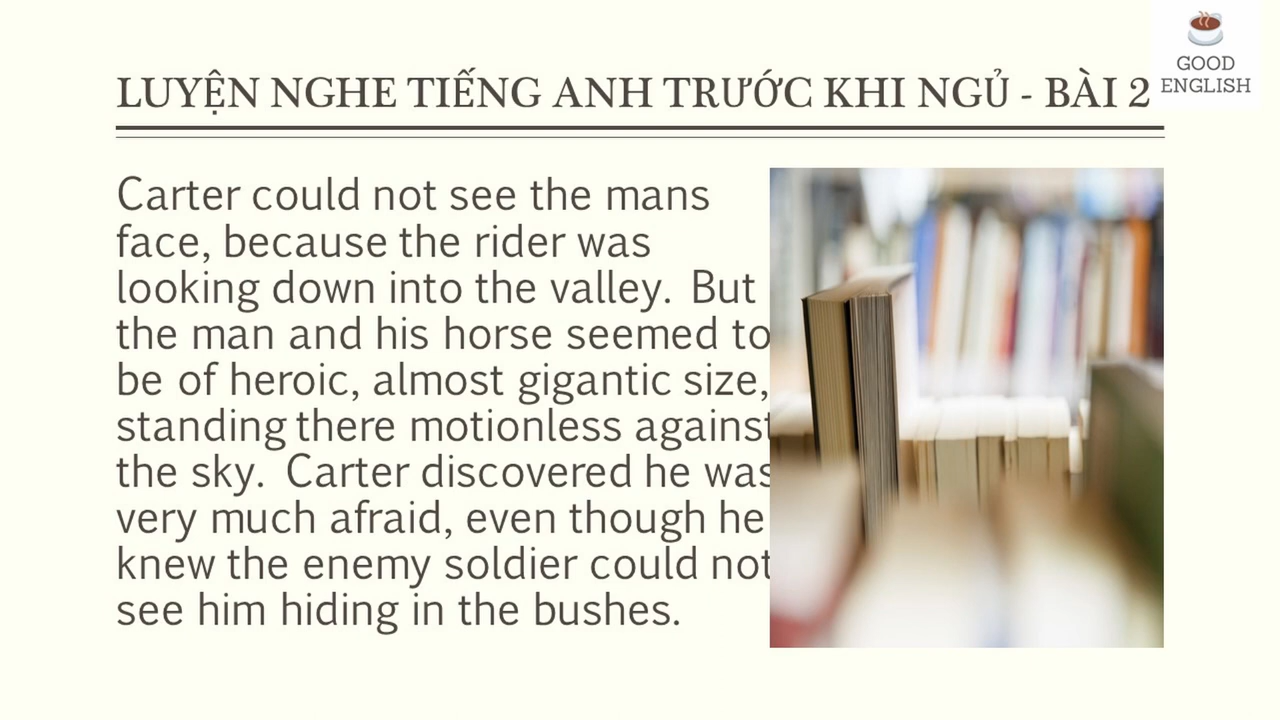 GOOD
ENGLISH
LUYỆN NGHE TIẾNG ANH TRƯỚC KHI NGỦ - BÀI 2
Carter could not see the mans
face, because the rider was
looking down into the valley. But
the man and his horse seemed to
be of heroic, almost gigantic size,
standing there motionless against
the sky. Carter discovered he was
very much afraid, even though he
knew the enemy soldier could not
see him hiding in the bushes.